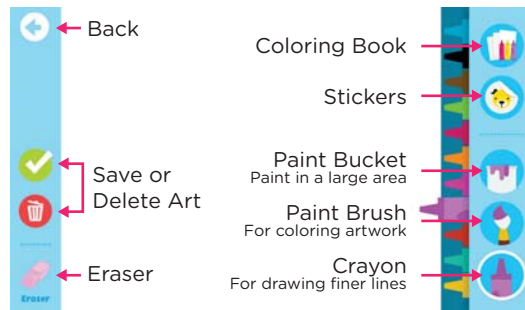 Back
Save or
Delete Art
Eraser
Eraser
Coloring Book
Stickers
Paint Bucket
Paint in a large area
Paint Brush
For coloring artwork
Crayon
For drawing finer lines